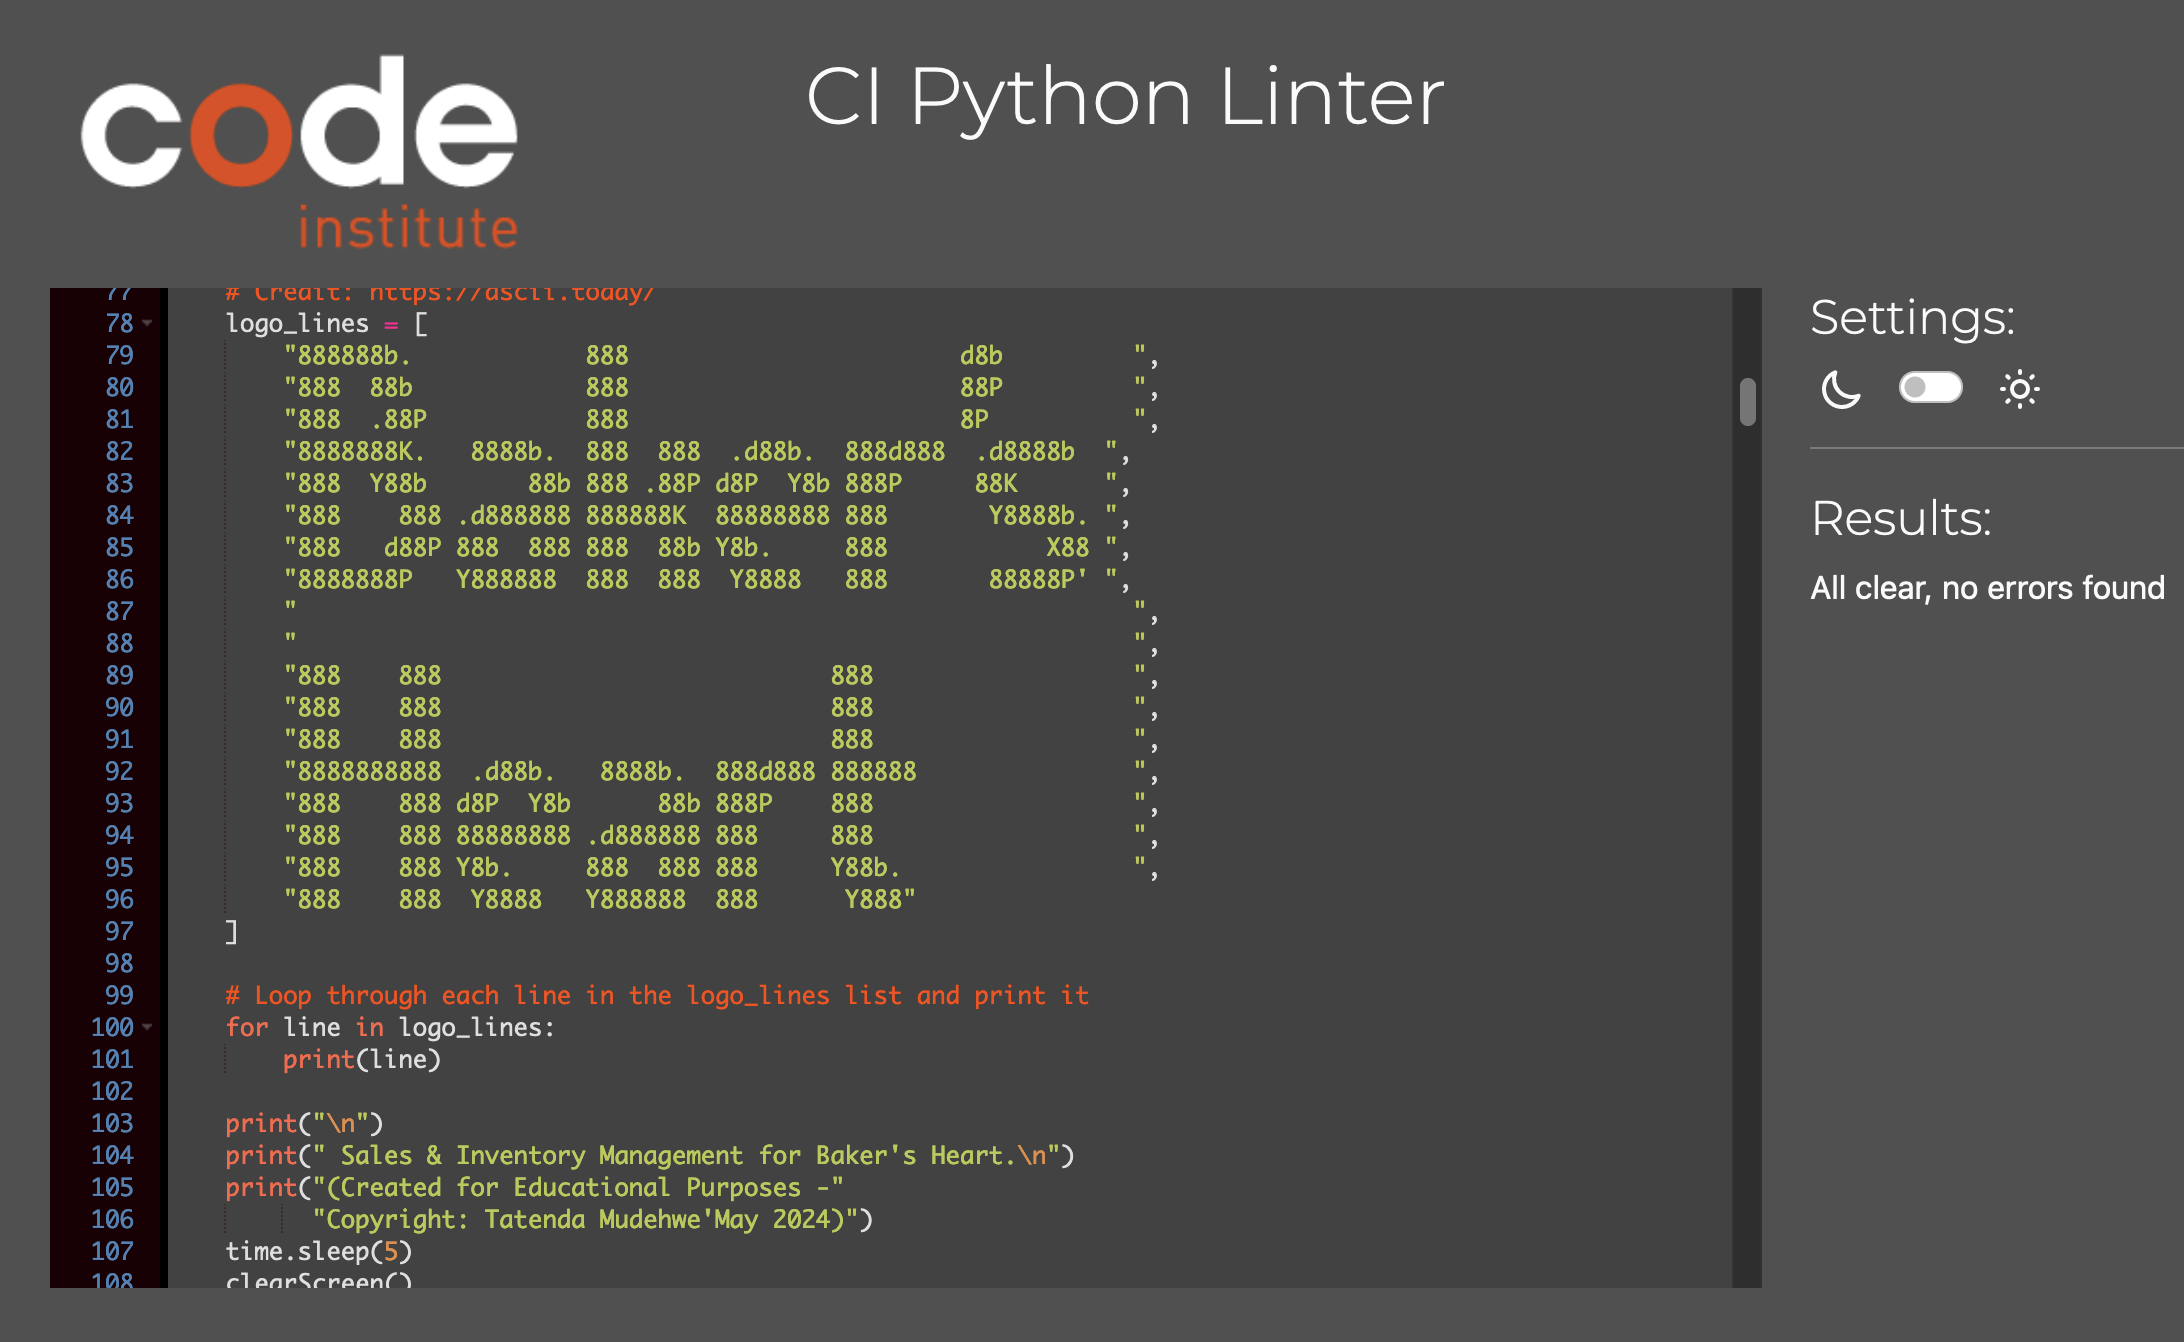 code
institute
CI Python Linter
77 # Credit: https://ascii.today/
78 logo_lines = [
79     "888888b.            888                       d8b         ",
80     "888  88b            888                       88P         ",
81     "888  .88P           888                       8P          ",
82     "8888888K.   8888b.  888  888  .d88b.  888d888  .d8888b  ",
83     "888  Y88b       88b 888 .88P d8P  Y8b 888P     88K      ",
84     "888    888 .d888888 888888K  88888888 888       Y8888b. ",
85     "888   d88P 888  888 888  88b Y8b.     888           X88 ",
86     "8888888P   Y888888  888  888  Y8888   888       88888P' ",
87     "                                                          ",
88     "                                                          ",
89     "888    888                           888                  ",
90     "888    888                           888                  ",
91     "888    888                           888                  ",
92     "8888888888  .d88b.   8888b.  888d888 888888               ",
93     "888    888 d8P  Y8b      88b 888P    888                  ",
94     "888    888 88888888 .d888888 888     888                  ",
95     "888    888 Y8b.     888  888 888     Y88b.                ",
96     "888    888  Y8888   Y888888  888      Y888"
97 ]
98
99 # Loop through each line in the logo_lines list and print it
100 for line in logo_lines:
101     print(line)
102
103 print("\n")
104 print(" Sales & Inventory Management for Baker's Heart.\n")
105 print("(Created for Educational Purposes -"
106       "Copyright: Tatenda Mudehwe'May 2024)")
107 time.sleep(5)
108 clearScreen()
Settings:
Results:
All clear, no errors found